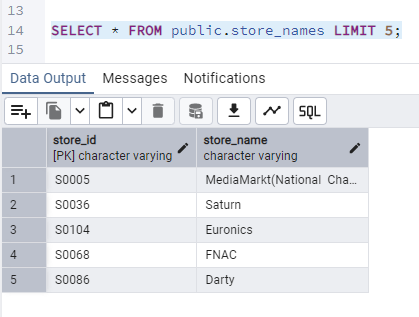 13
14 SELECT * FROM public.store_names LIMIT 5;
15
Data Output Messages Notifications
SQL
store_id store_name
[PK] character varying character varying
1 S0005 MediaMarkt(National Cha...
2 S0036 Saturn
3 S0104 Euronics
4 S0068 FNAC
5 S0086 Darty